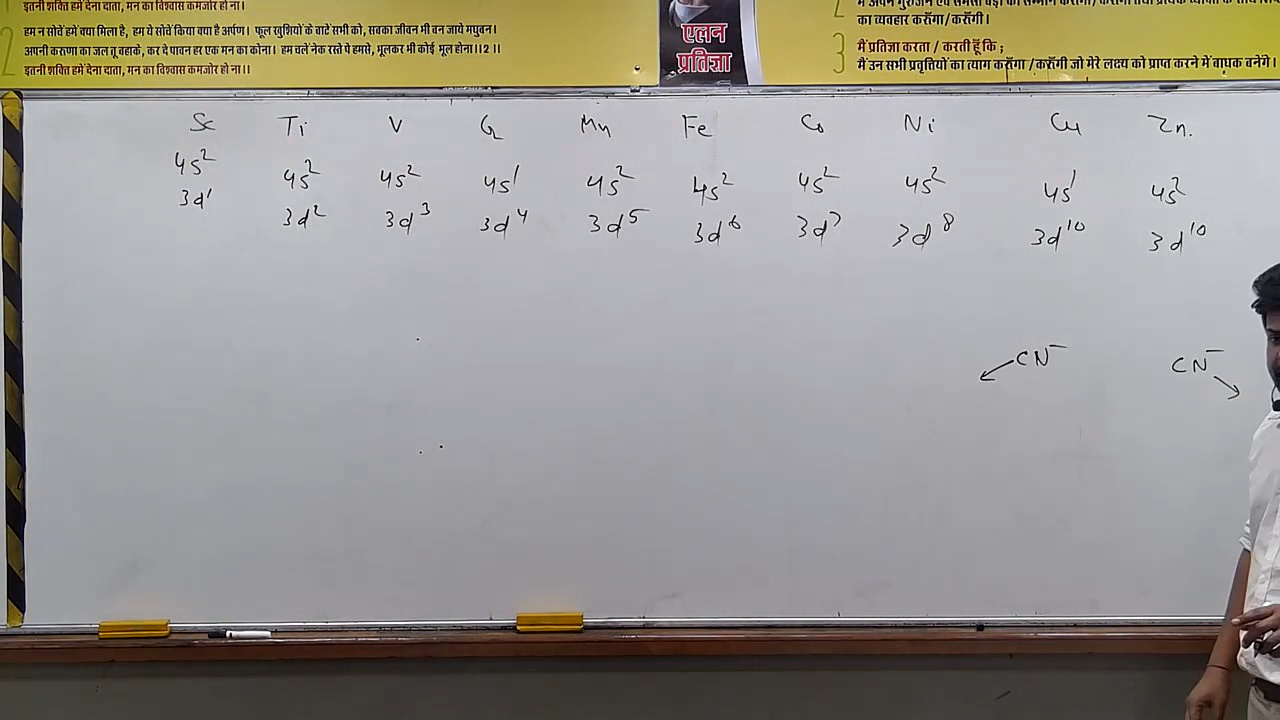 इतनी शक्ति हमें देना दाता, मन का विश्वास कमजोर हो ना।
हम न सोचें हमें क्या मिला है, हम ये सोचें किया क्या है अर्पण। फूल खुशियों के बाटें सभी को, सबका जीवन भी बन जाये मधुबन।
2 अपनी करुणा का जल तू बहाके, कर दे पावन हर एक मन का कोना। हम चलें नेक रस्ते पे हमसे, भूलकर भी कोई भूल होना।।2।।
इतनी शक्ति हमें देना दाता, मन का विश्वास कमजोर हो ना।।
एलन
प्रतिज्ञा
2
का व्यवहार करूँगा/करूँगी।
3 मैं प्रतिज्ञा करता / करती हूँ कि ;
मैं उन सभी प्रवृत्तियों का त्याग करूँगा /करूँगी जो मेरे लक्ष्य को प्राप्त करने में बाधक बनेंगे।
Sc Ti V Cr Mn Fe Co Ni Cu Zn.
4s² 4s² 4s² 4s¹ 4s² 4s² 4s² 4s² 4s¹ 4s²
3d¹ 3d² 3d³ 3d⁴ 3d⁵ 3d⁶ 3d⁷ 3d⁸ 3d¹⁰ 3d¹⁰
CN⁻ CN⁻